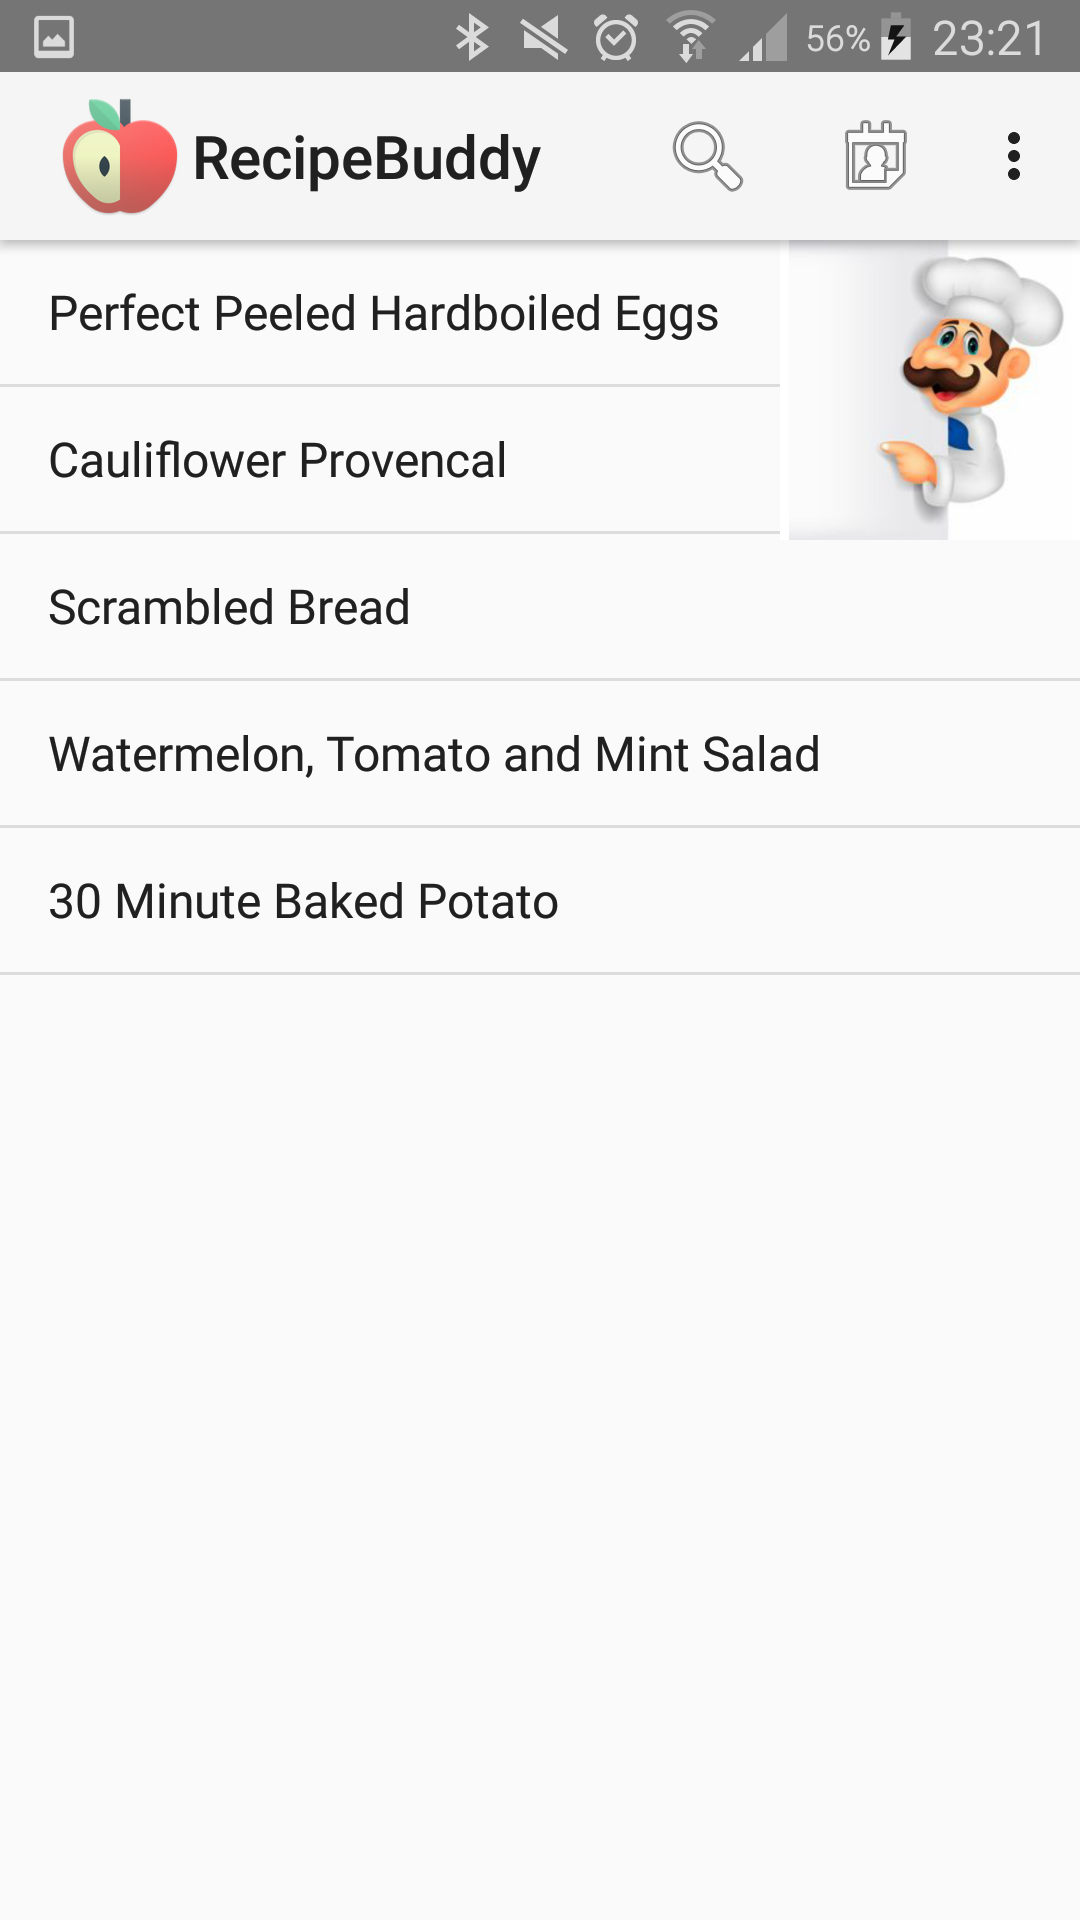 56% 23:21
RecipeBuddy
Perfect Peeled Hardboiled Eggs
Cauliflower Provencal
Scrambled Bread
Watermelon, Tomato and Mint Salad
30 Minute Baked Potato